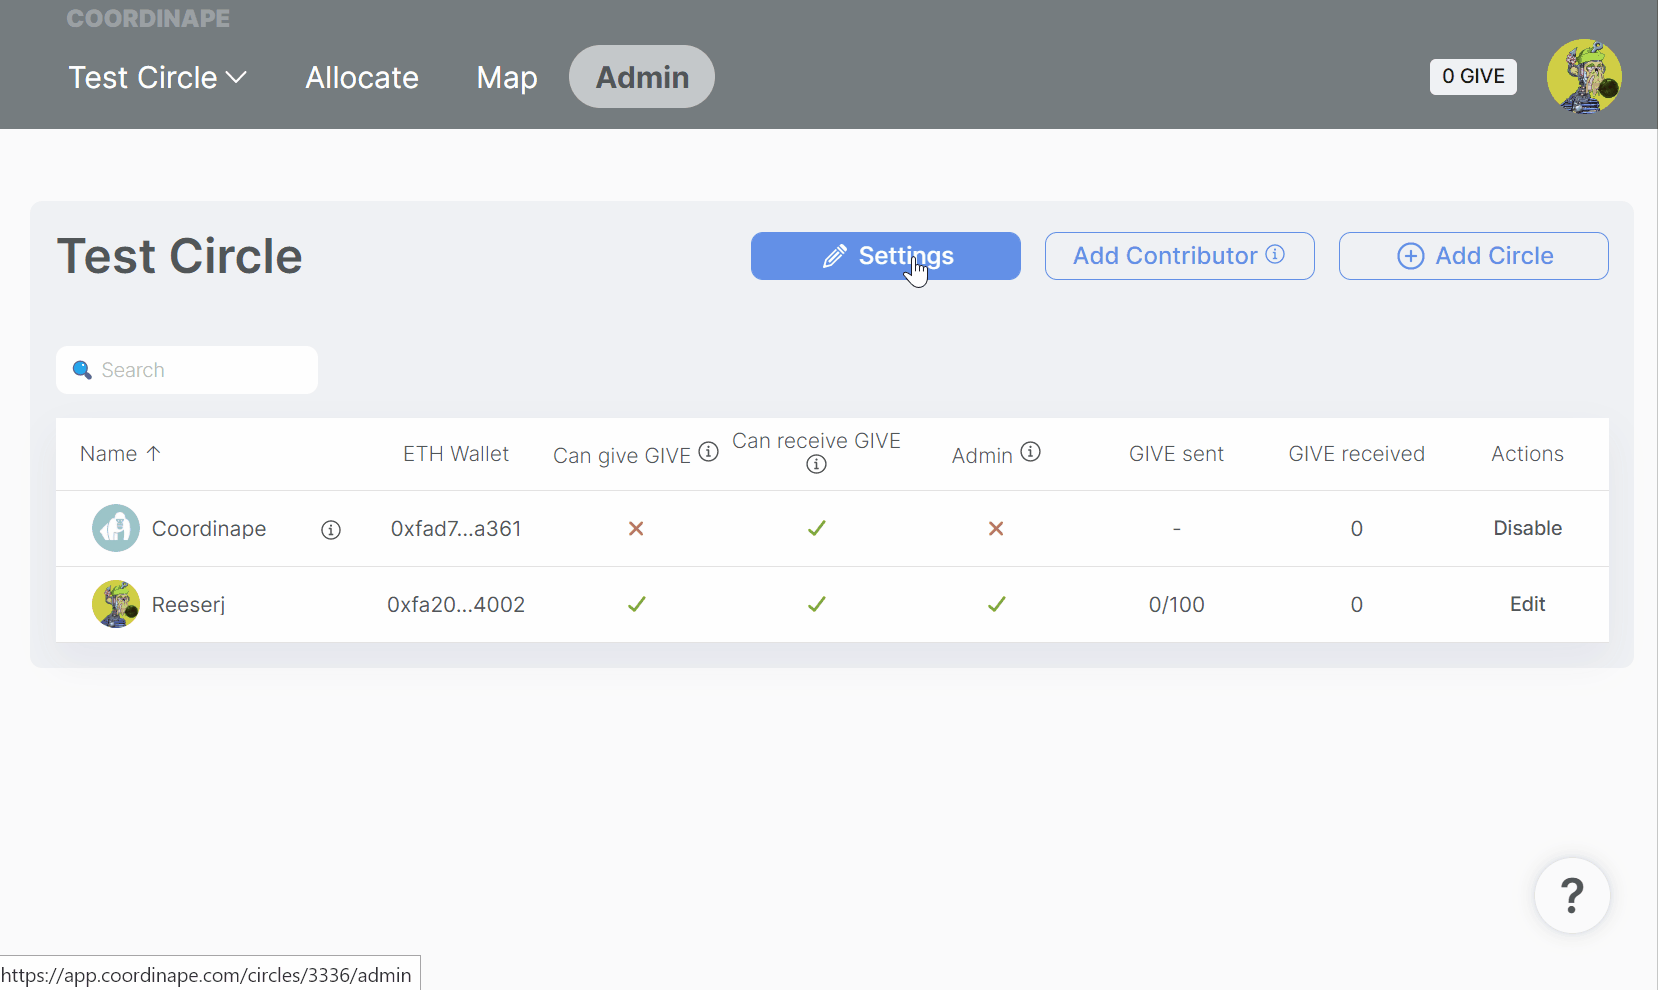 COORDINAPE
Test Circle Allocate Map Admin 0 GIVE
Test Circle Settings Add Contributor Add Circle
Search
Name ETH Wallet Can give GIVE Can receive GIVE Admin GIVE sent GIVE received Actions
Coordinape 0xfad7...a361 - 0 Disable
Reeserj 0xfa20...4002 0/100 0 Edit
?
https://app.coordinape.com/circles/3336/admin